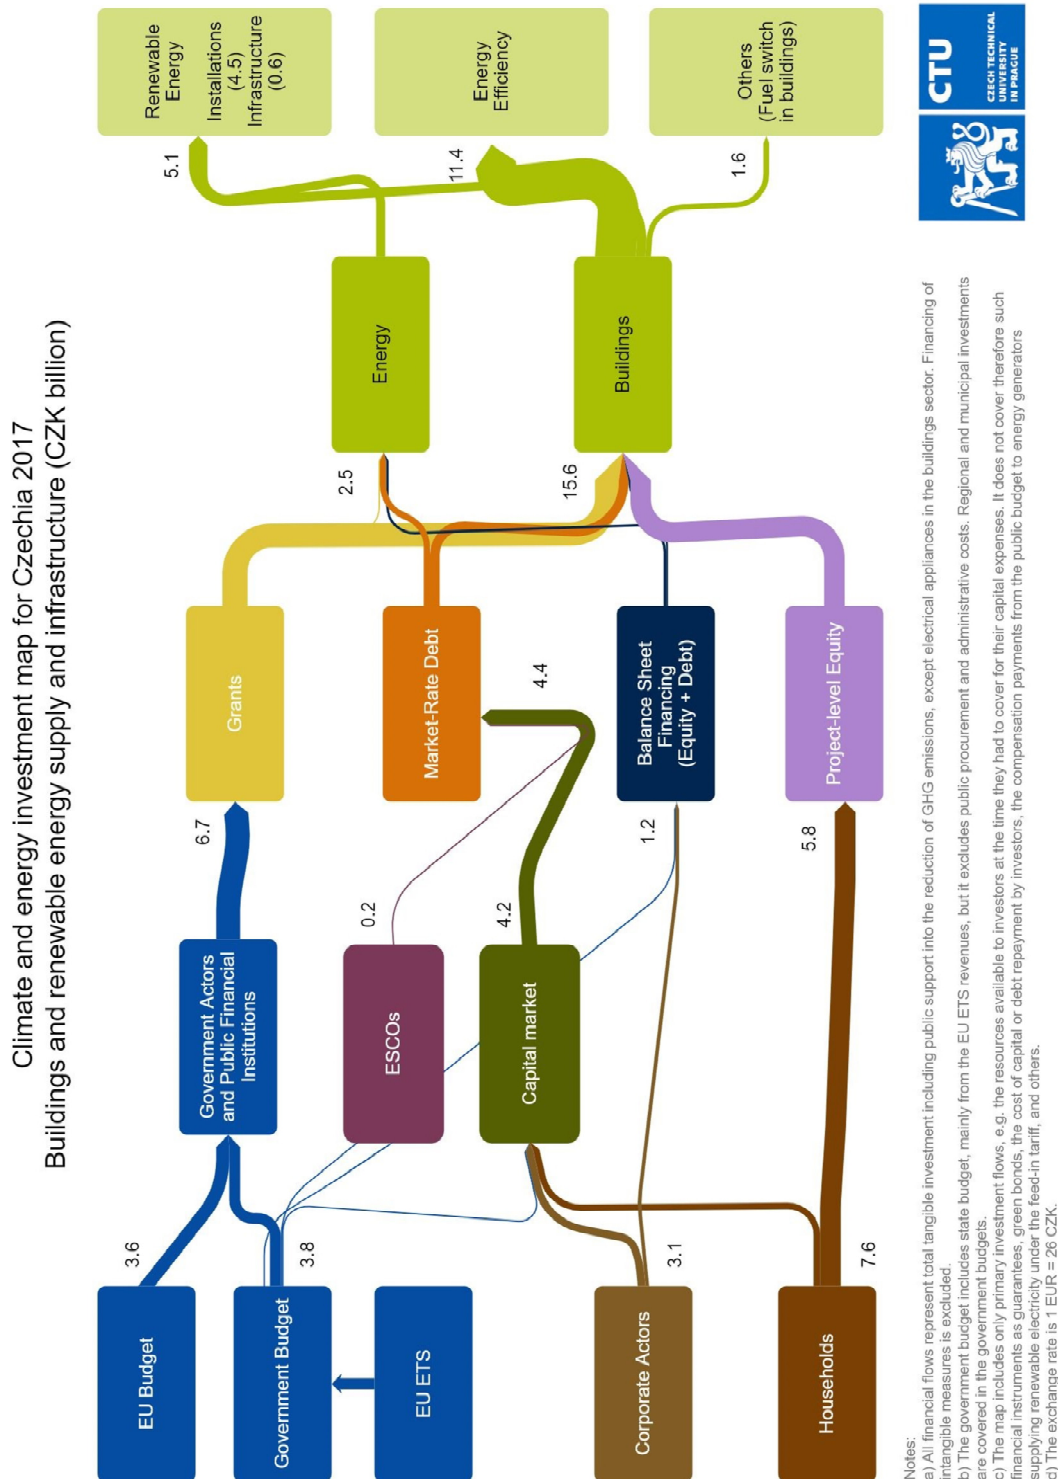 Climate and energy investment map for Czechia 2017
Buildings and renewable energy supply and infrastructure (CZK billion)
EU Budget
3.6
Government Budget
3.8
EU ETS
Corporate Actors
3.1
Households
7.6
Government Actors
and Public Financial
Institutions
6.7
ESCOs
0.2
Capital market
4.2
Grants
Market-Rate Debt
4.4
Balance Sheet
Financing
(Equity + Debt)
1.2
Project-level Equity
5.8
Energy
2.5
Buildings
15.6
Renewable
Energy
Installations
(4.5)
Infrastructure
(0.6)
5.1
Energy
Efficiency
11.4
Others
(Fuel switch
in buildings)
1.6
Notes:
a) All financial flows represent total tangible investment including public support into the reduction of GHG emissions, except electrical appliances in the buildings sector. Financing of
intangible measures is excluded.
b) The government budget includes state budget, mainly from the EU ETS revenues, but it excludes public procurement and administrative costs. Regional and municipal investments
are covered in the government budgets.
c) The map includes only primary investment flows, e.g. the resources available to investors at the time they had to cover for their capital expenses. It does not cover therefore such
financial instruments as guarantees, green bonds, the cost of capital or debt repayment by investors, the compensation payments from the public budget to energy generators
supplying renewable electricity under the feed-in tariff, and others.
d) The exchange rate is 1 EUR = 26 CZK.
CTU
CZECH TECHNICAL
UNIVERSITY
IN PRAGUE